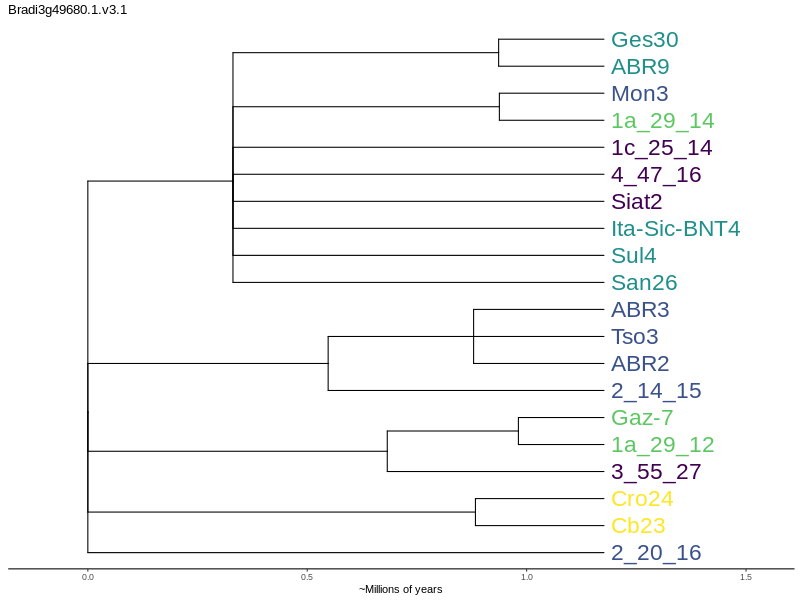 Bradi3g49680.1.v3.1
Ges30
ABR9
Mon3
1a_29_14
1c_25_14
4_47_16
Siat2
Ita-Sic-BNT4
Sul4
San26
ABR3
Tso3
ABR2
2_14_15
Gaz-7
1a_29_12
3_55_27
Cro24
Cb23
2_20_16
0.0 0.5 1.0 1.5
~Millions of years